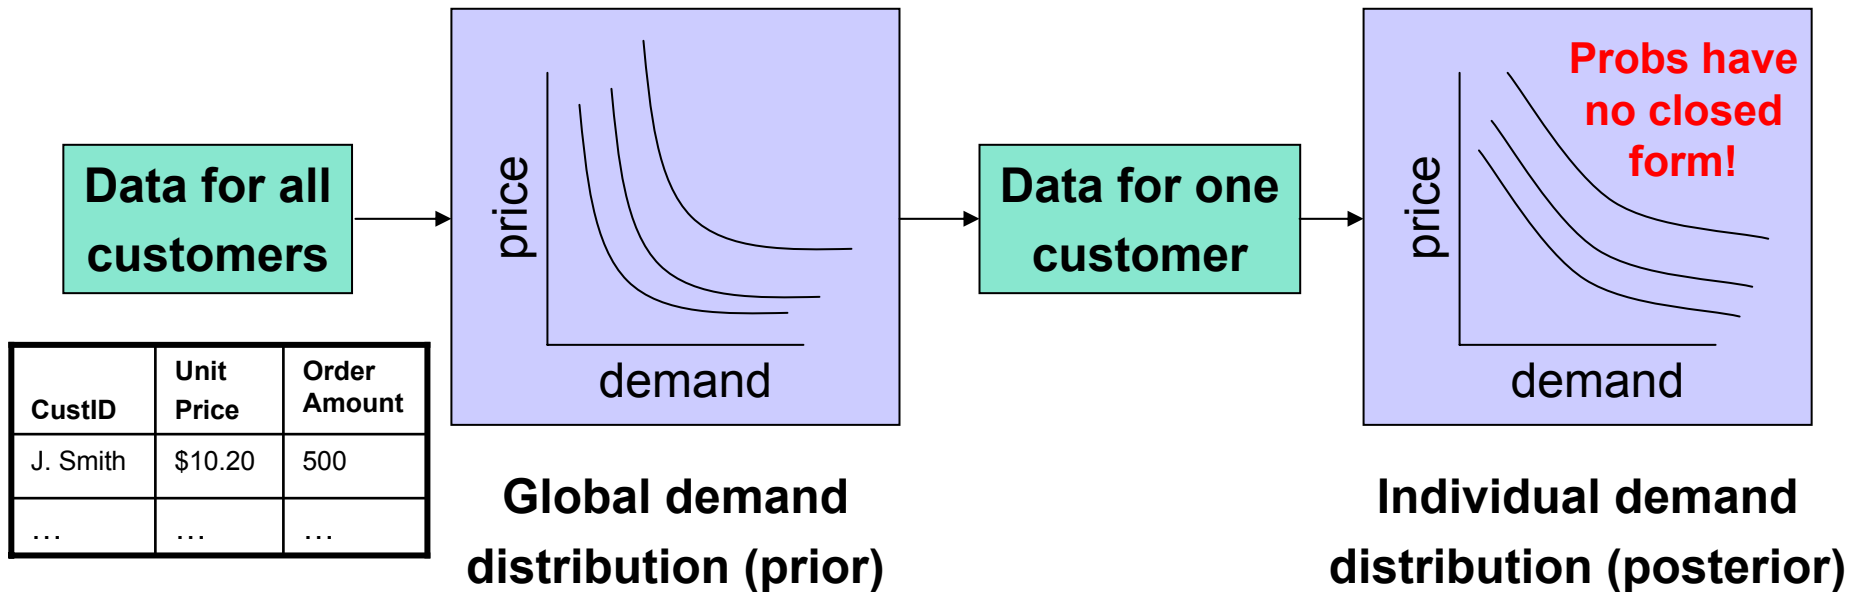 Data for all
customers
price
demand
Data for one
customer
Probs have
no closed
form!
price
demand
CustID	Unit Price	Order Amount
J. Smith	$10.20	500
…	…	…
Global demand
distribution (prior)
Individual demand
distribution (posterior)